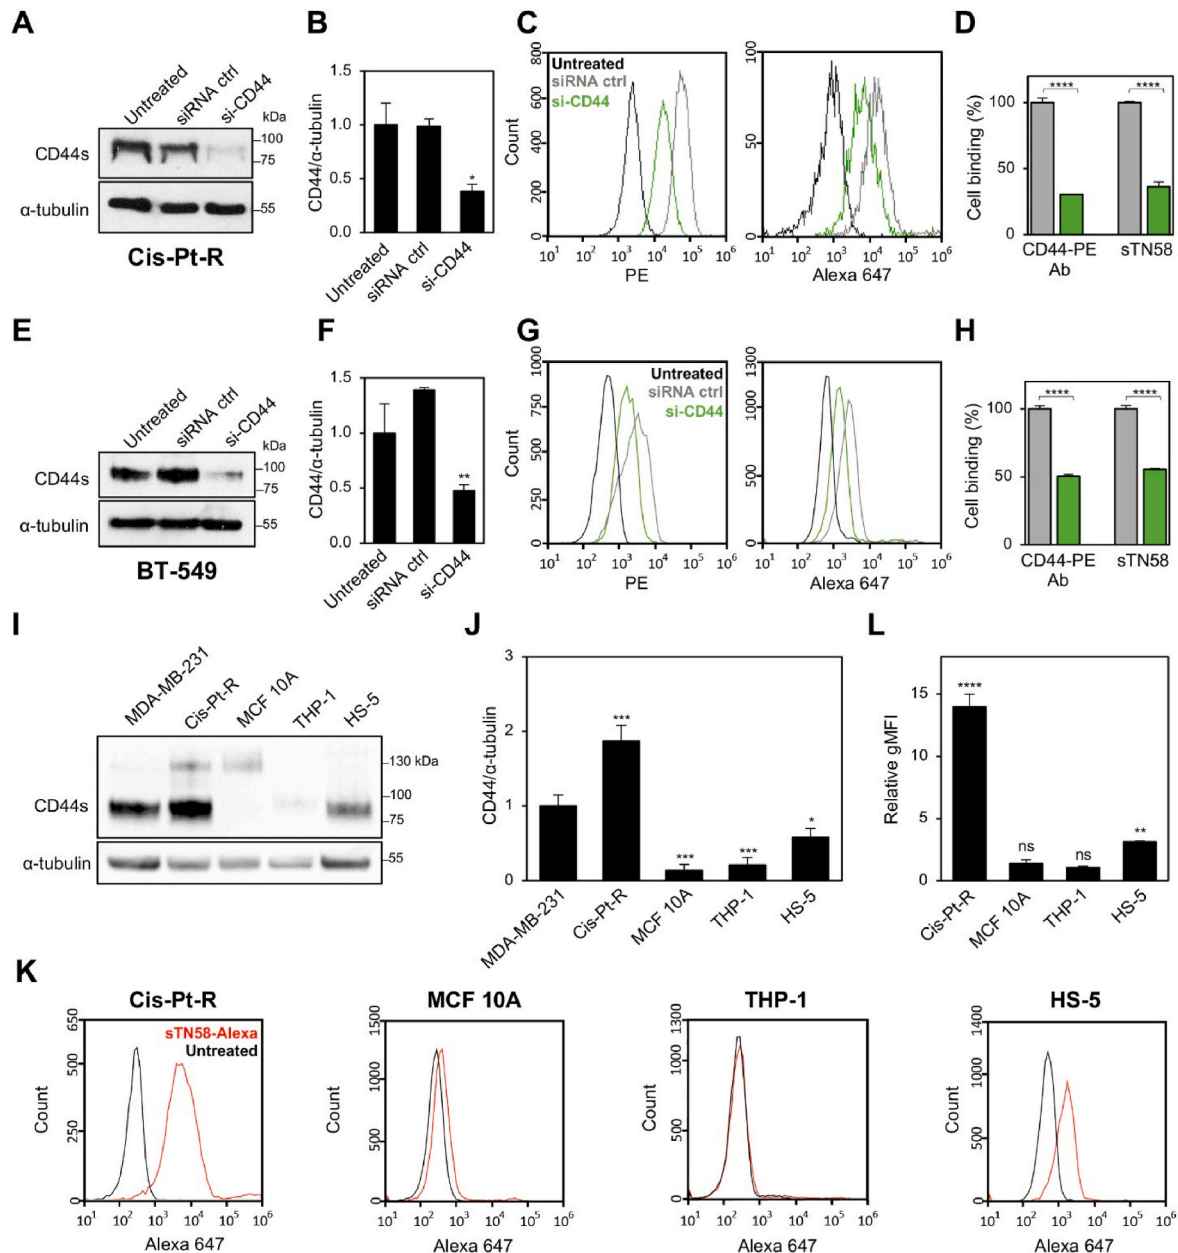 A
Untreated
siRNA ctrl
si-CD44
kDa
CD44s
100
75
α-tubulin
55
Cis-Pt-R
B
CD44/α-tubulin
1.5
1.0
0.5
0.0
*
Untreated
siRNA ctrl
si-CD44
C
Untreated
siRNA ctrl
si-CD44
Count
800
600
400
200
0
10¹ 10² 10³ 10⁴ 10⁵ 10⁶
PE
100
50
0
10¹ 10² 10³ 10⁴ 10⁵ 10⁶
Alexa 647
D
Cell binding (%)
100
50
0
**** ****
CD44-PE Ab
sTN58
E
Untreated
siRNA ctrl
si-CD44
kDa
CD44s
100
75
α-tubulin
55
BT-549
F
CD44/α-tubulin
1.5
1.0
0.5
0.0
**
Untreated
siRNA ctrl
si-CD44
G
Untreated
siRNA ctrl
si-CD44
Count
1000
750
500
250
0
10¹ 10² 10³ 10⁴ 10⁵ 10⁶
PE
1300
1000
500
0
10¹ 10² 10³ 10⁴ 10⁵ 10⁶
Alexa 647
H
Cell binding (%)
100
50
0
**** ****
CD44-PE Ab
sTN58
I
MDA-MB-231
Cis-Pt-R
MCF 10A
THP-1
HS-5
130 kDa
CD44s
100
75
α-tubulin
55
J
CD44/α-tubulin
3
2
1
0
***
***
***
*
MDA-MB-231
Cis-Pt-R
MCF 10A
THP-1
HS-5
L
Relative gMFI
15
10
5
0
****
ns
ns
**
Cis-Pt-R
MCF 10A
THP-1
HS-5
K
Cis-Pt-R
sTN58-Alexa
Untreated
Count
650
500
250
0
10¹ 10² 10³ 10⁴ 10⁵ 10⁶
Alexa 647
MCF 10A
Count
1500
1000
500
0
10¹ 10² 10³ 10⁴ 10⁵ 10⁶
Alexa 647
THP-1
Count
1300
1000
500
0
10¹ 10² 10³ 10⁴ 10⁵ 10⁶
Alexa 647
HS-5
Count
1400
1000
500
0
10¹ 10² 10³ 10⁴ 10⁵ 10⁶
Alexa 647